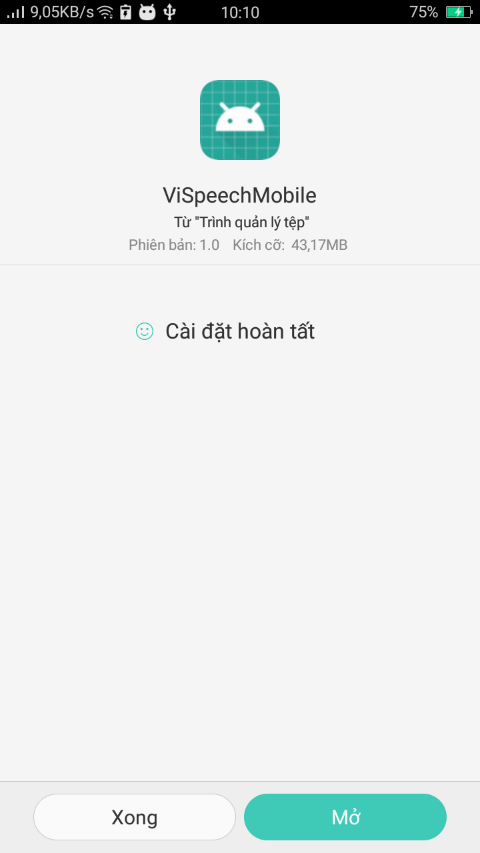 9,05KB/s 10:10 75%
ViSpeechMobile
Từ "Trình quản lý tệp"
Phiên bản: 1.0 Kích cỡ: 43,17MB
Cài đặt hoàn tất
Xong Mở